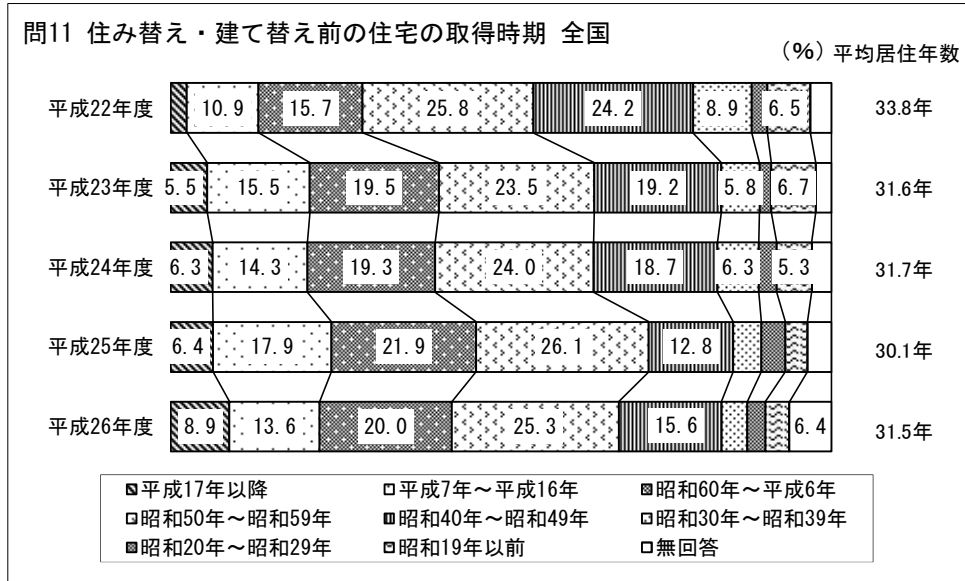 問11 住み替え・建て替え前の住宅の取得時期 全国
(%) 平均居住年数
平成22年度 10.9 15.7 25.8 24.2 8.9 6.5 33.8年
平成23年度 5.5 15.5 19.5 23.5 19.2 5.8 6.7 31.6年
平成24年度 6.3 14.3 19.3 24.0 18.7 6.3 5.3 31.7年
平成25年度 6.4 17.9 21.9 26.1 12.8 30.1年
平成26年度 8.9 13.6 20.0 25.3 15.6 6.4 31.5年
平成17年以降 平成7年～平成16年 昭和60年～平成6年
昭和50年～昭和59年 昭和40年～昭和49年 昭和30年～昭和39年
昭和20年～昭和29年 昭和19年以前 無回答